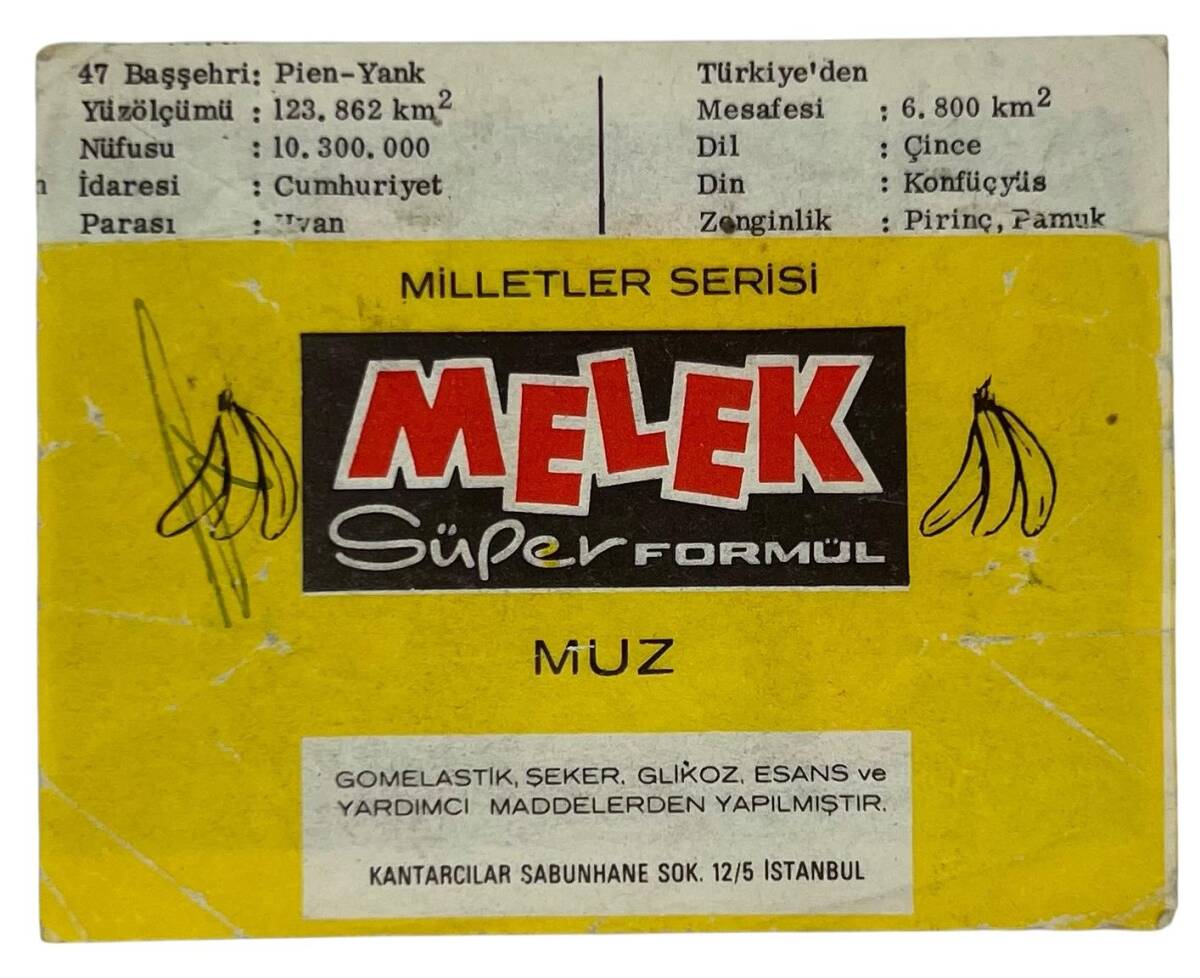 47 Başşehri: Pien-Yank
Yüzölçümü : 123.862 km²
Nüfusu : 10.300.000
İdaresi : Cumhuriyet
Parası :
Türkiye'den
Mesafesi : 6.800 km²
Dil : Çince
Din : Konfüçyüs
Zenginlik : Pirinç, Pamuk
MİLLETLER SERİSİ
MELEK
Süper FORMÜL
MUZ
GOMELASTİK, ŞEKER. GLİKOZ, ESANS ve
YARDIMCI MADDELERDEN YAPILMIŞTIR.
KANTARCILAR SABUNHANE SOK. 12/5 İSTANBUL